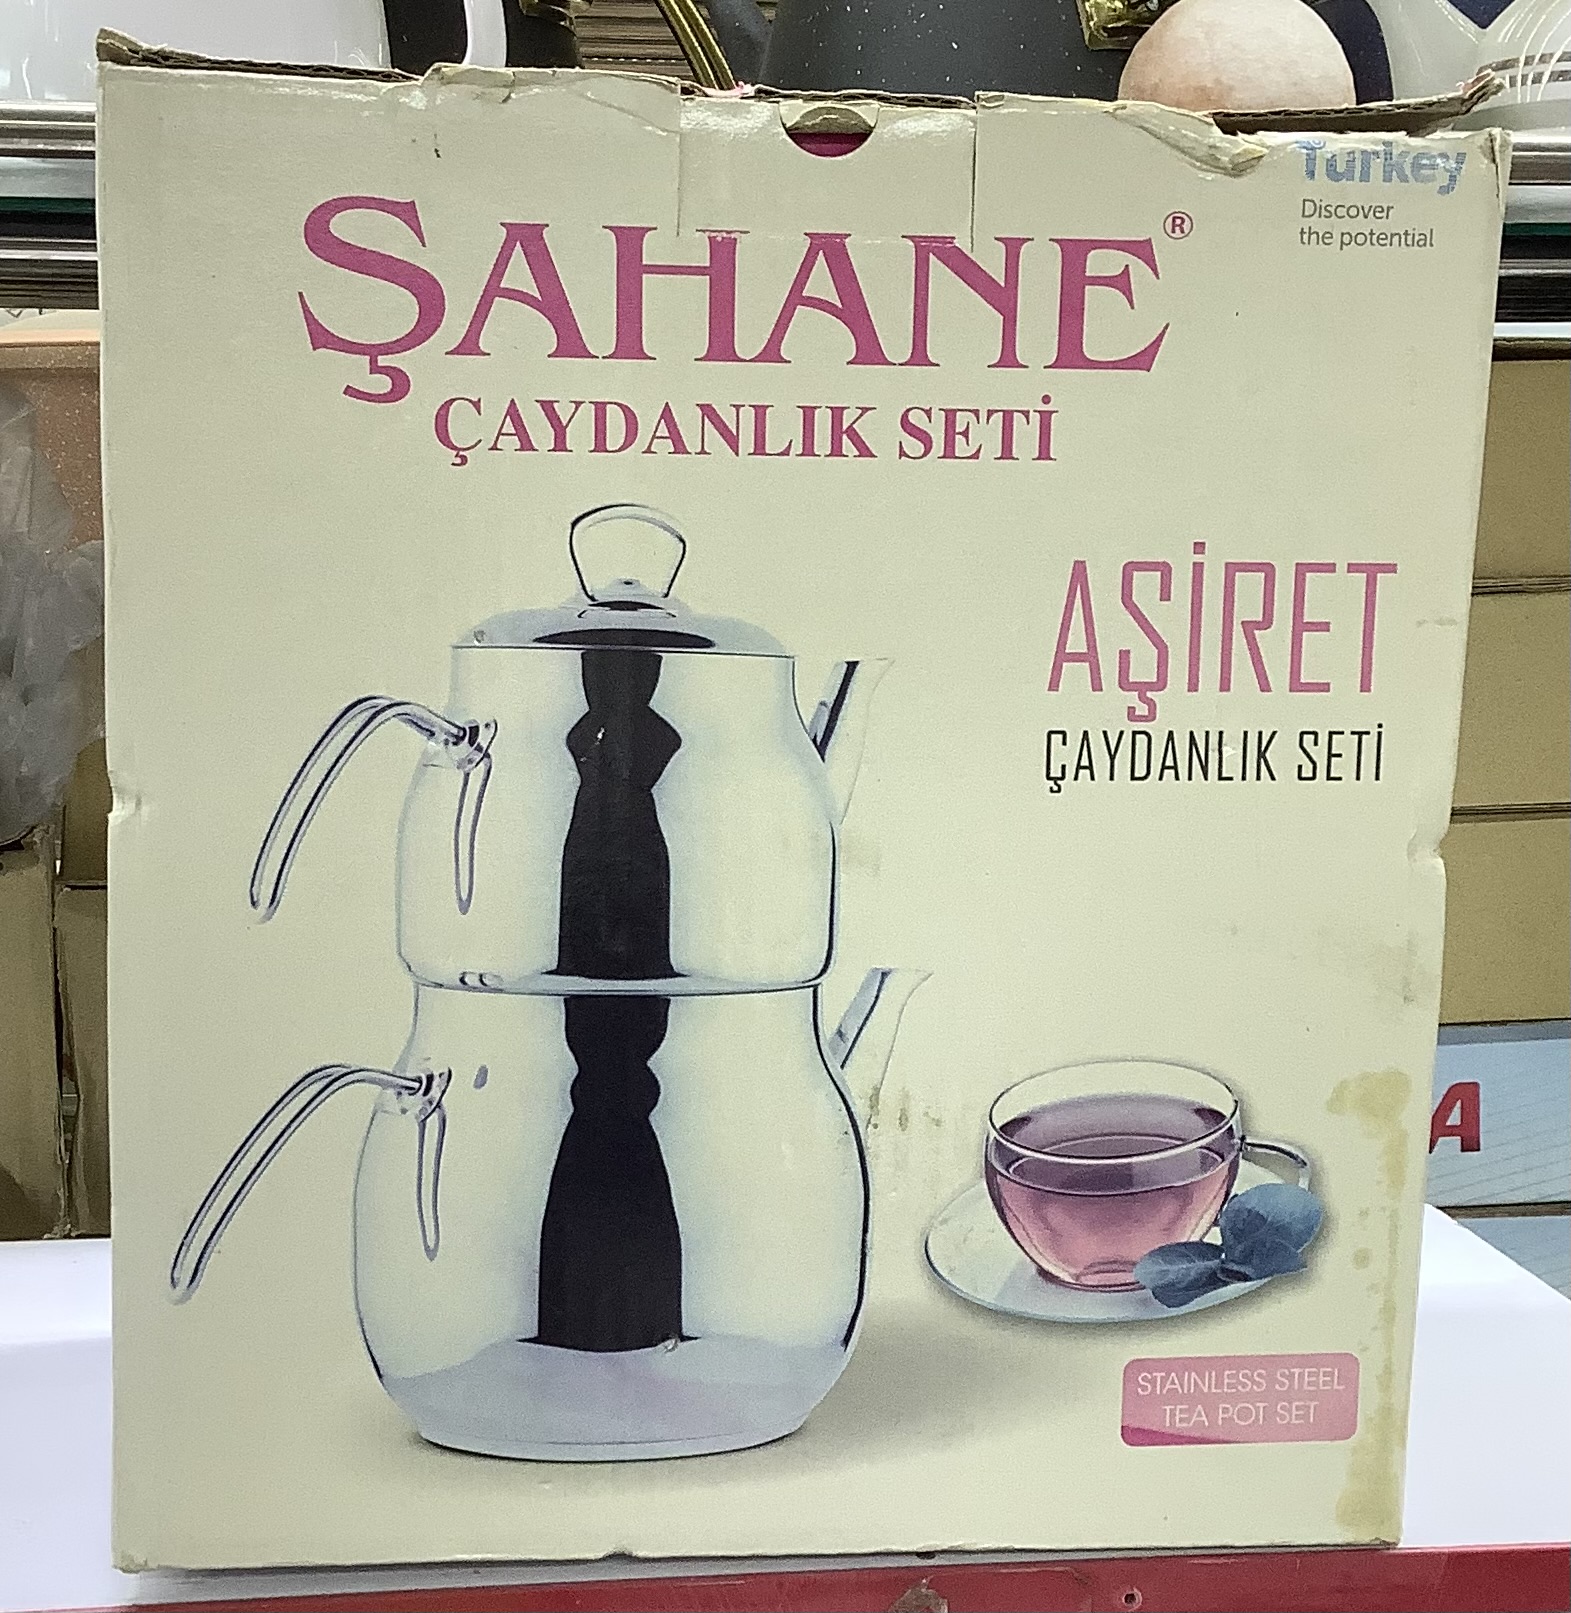 Turkey
Discover
the potential
ŞAHANE®
ÇAYDANLIK SETİ
AŞİRET
ÇAYDANLIK SETİ
STAINLESS STEEL
TEA POT SET
A